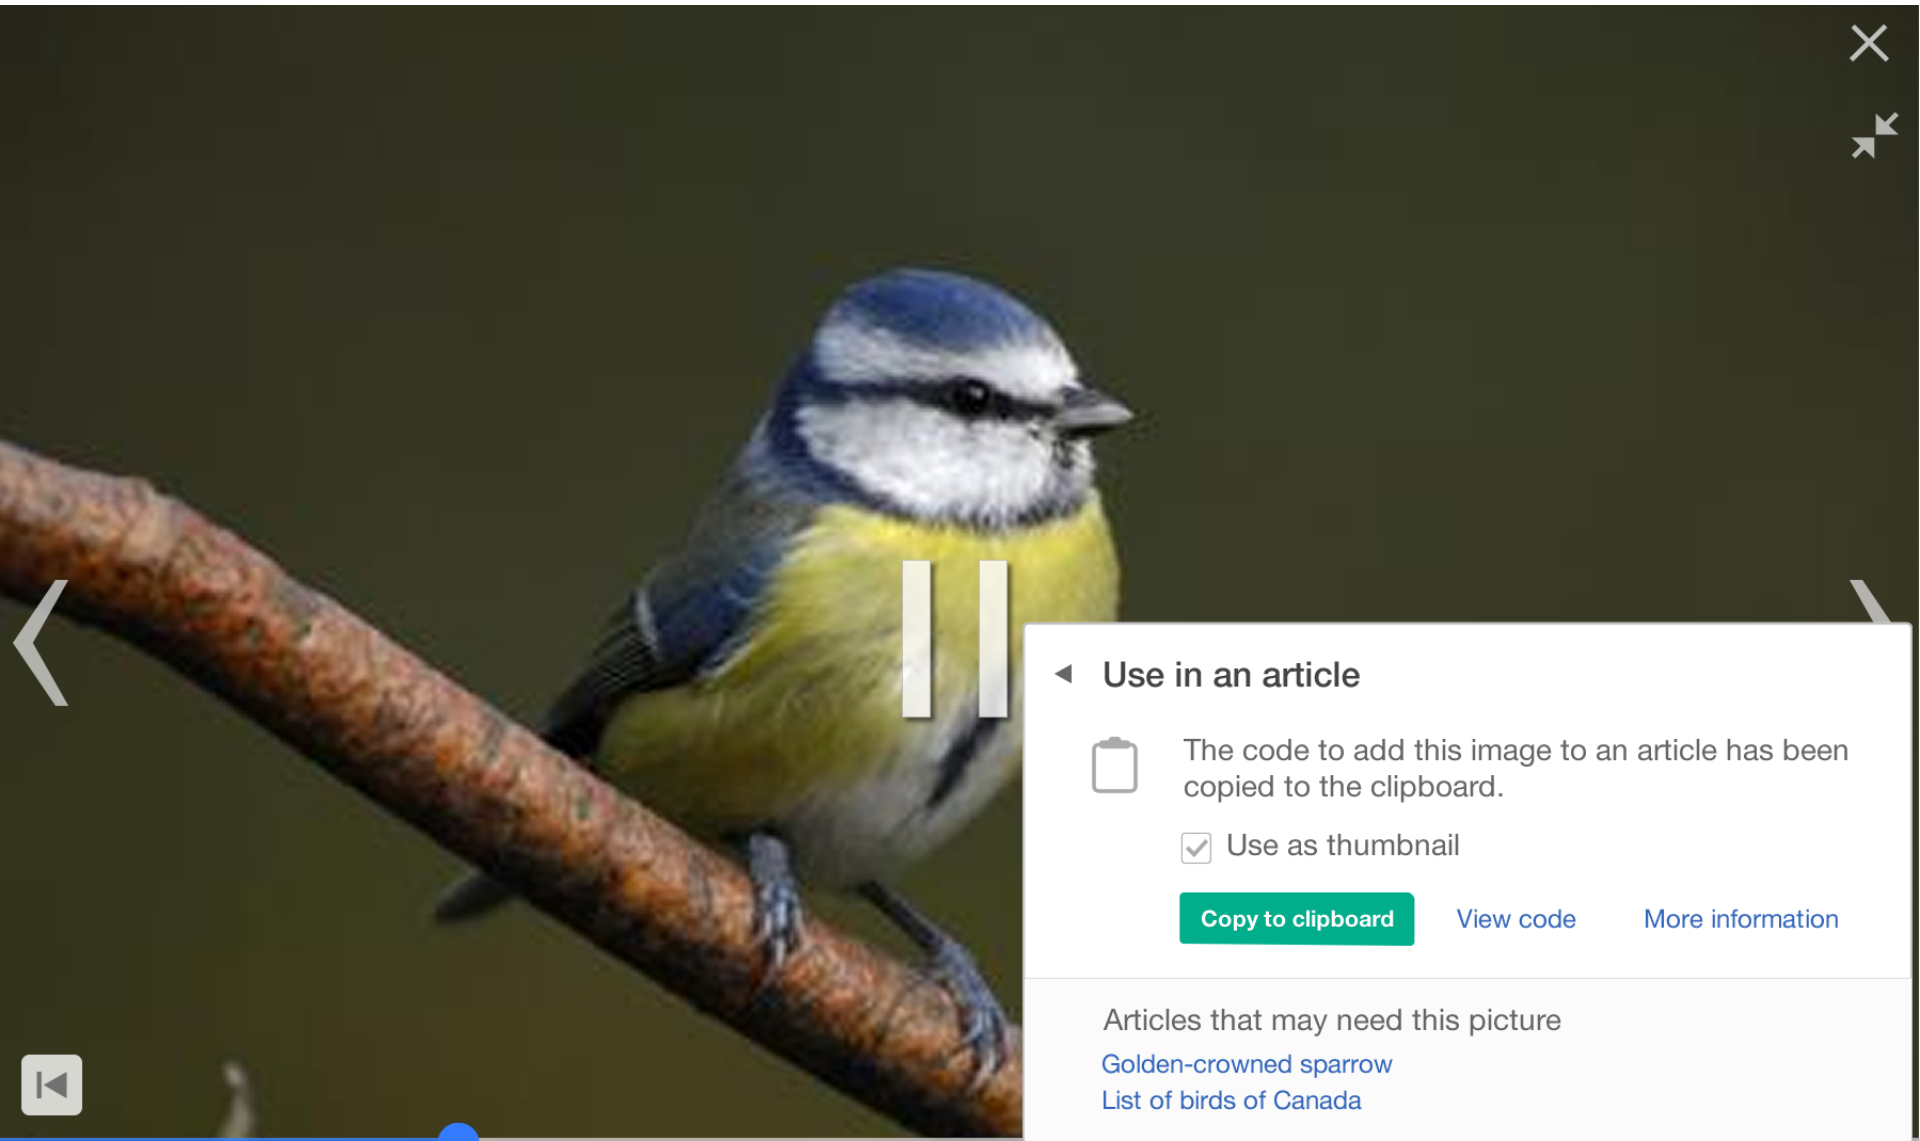 Use in an article
The code to add this image to an article has been
copied to the clipboard.
Use as thumbnail
Copy to clipboard
View code
More information
Articles that may need this picture
Golden-crowned sparrow
List of birds of Canada